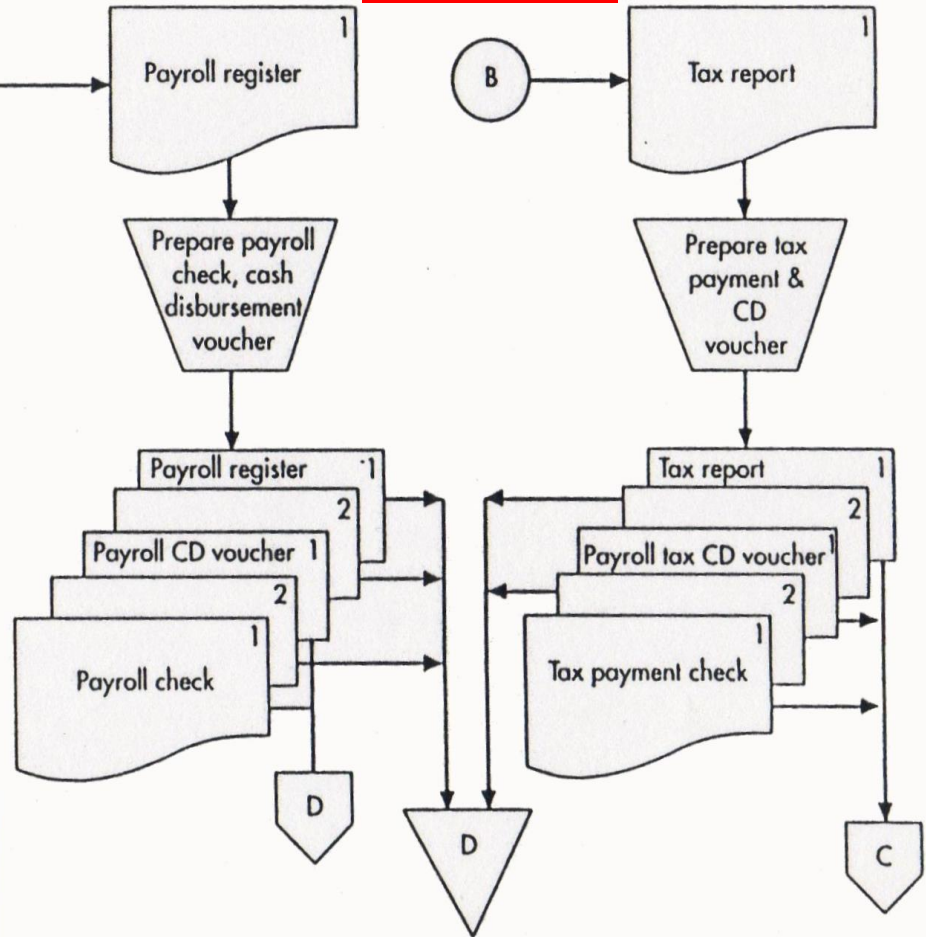 1
Payroll register
B
1
Tax report
Prepare payroll
check, cash
disbursement
voucher
Prepare tax
payment &
CD
voucher
Payroll register 1
2
Payroll CD voucher 1
2
1
Payroll check
D
Tax report 1
2
Payroll tax CD voucher 1
2
1
Tax payment check
D
C